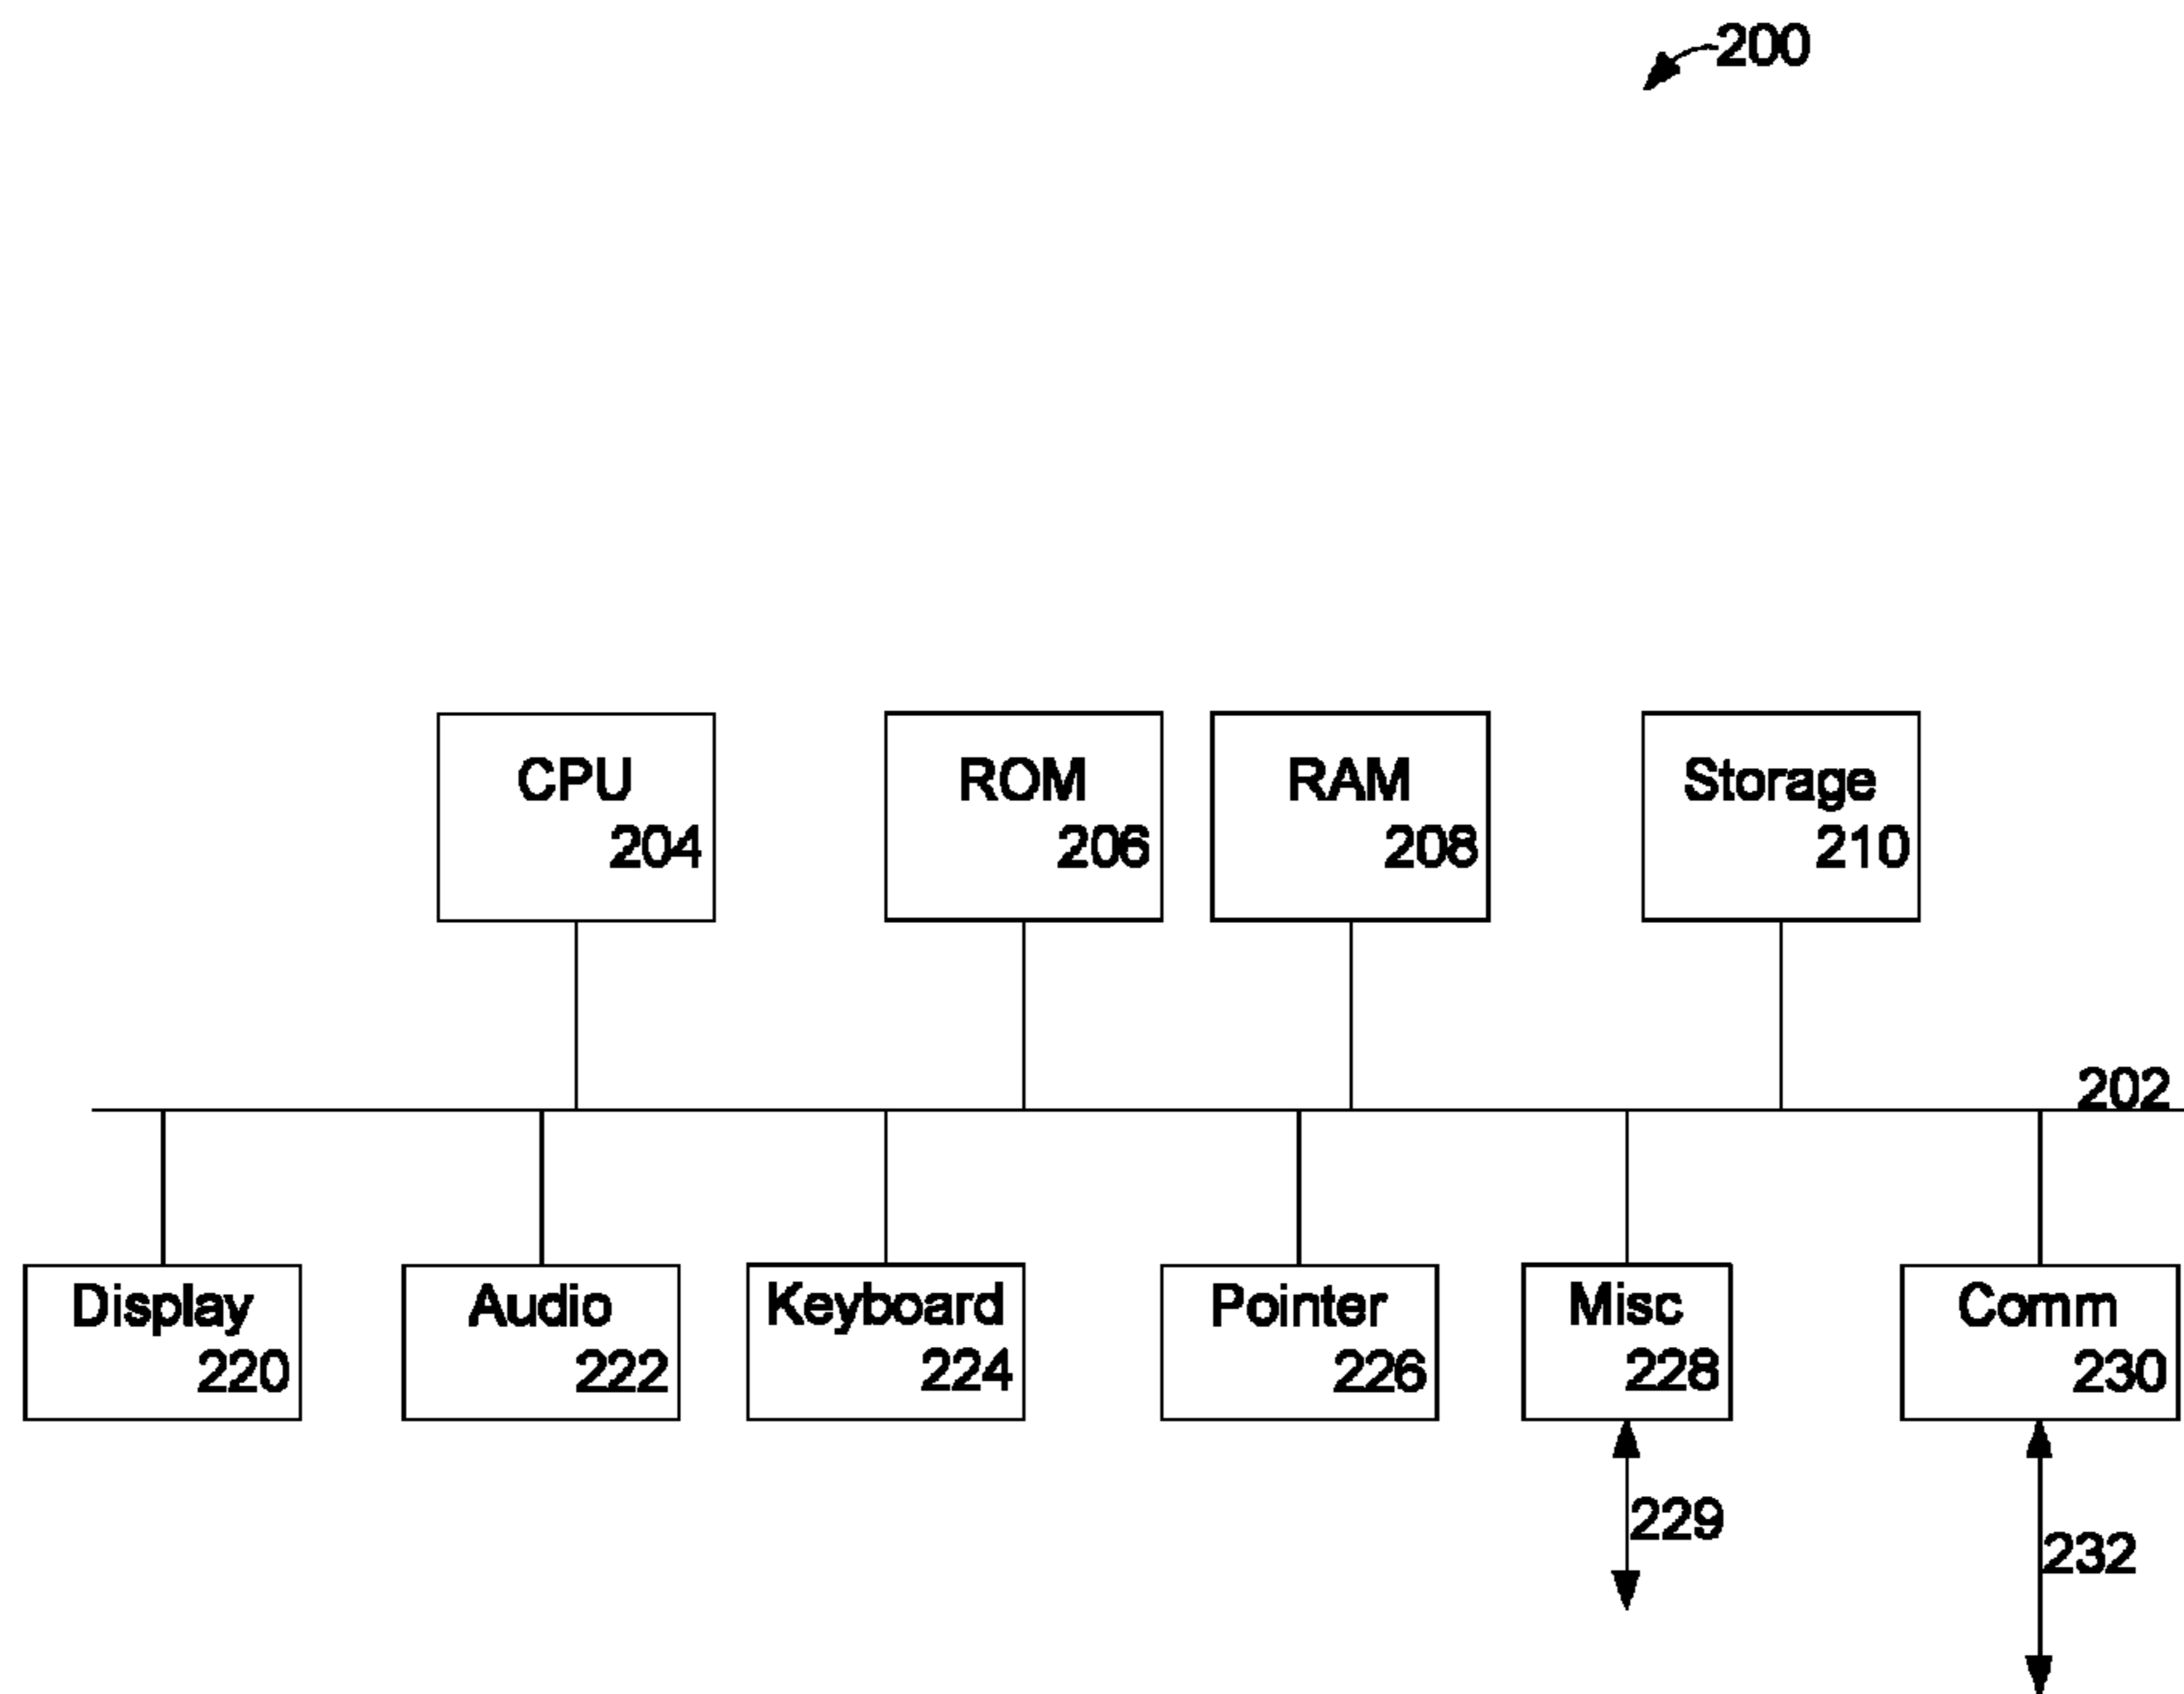 200
CPU
204
ROM
206
RAM
208
Storage
210
202
Display
220
Audio
222
Keyboard
224
Pointer
226
Misc
228
Comm
230
229
232